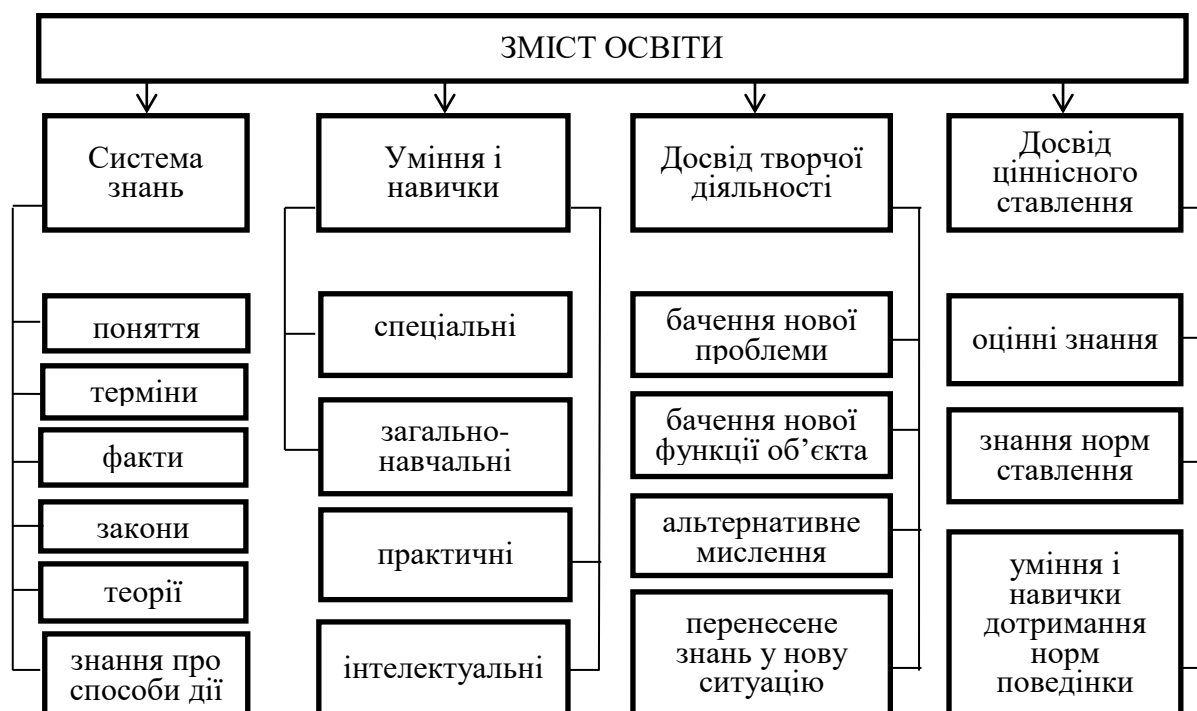 ЗМІСТ ОСВІТИ
Система
знань
поняття
терміни
факти
закони
теорії
знання про
способи дії
Уміння і
навички
спеціальні
загально-
навчальні
практичні
інтелектуальні
Досвід творчої
діяльності
бачення нової
проблеми
бачення нової
функції об’єкта
альтернативне
мислення
перенесене
знань у нову
ситуацію
Досвід
ціннісного
ставлення
оцінні знання
знання норм
ставлення
уміння і
навички
дотримання
норм
поведінки